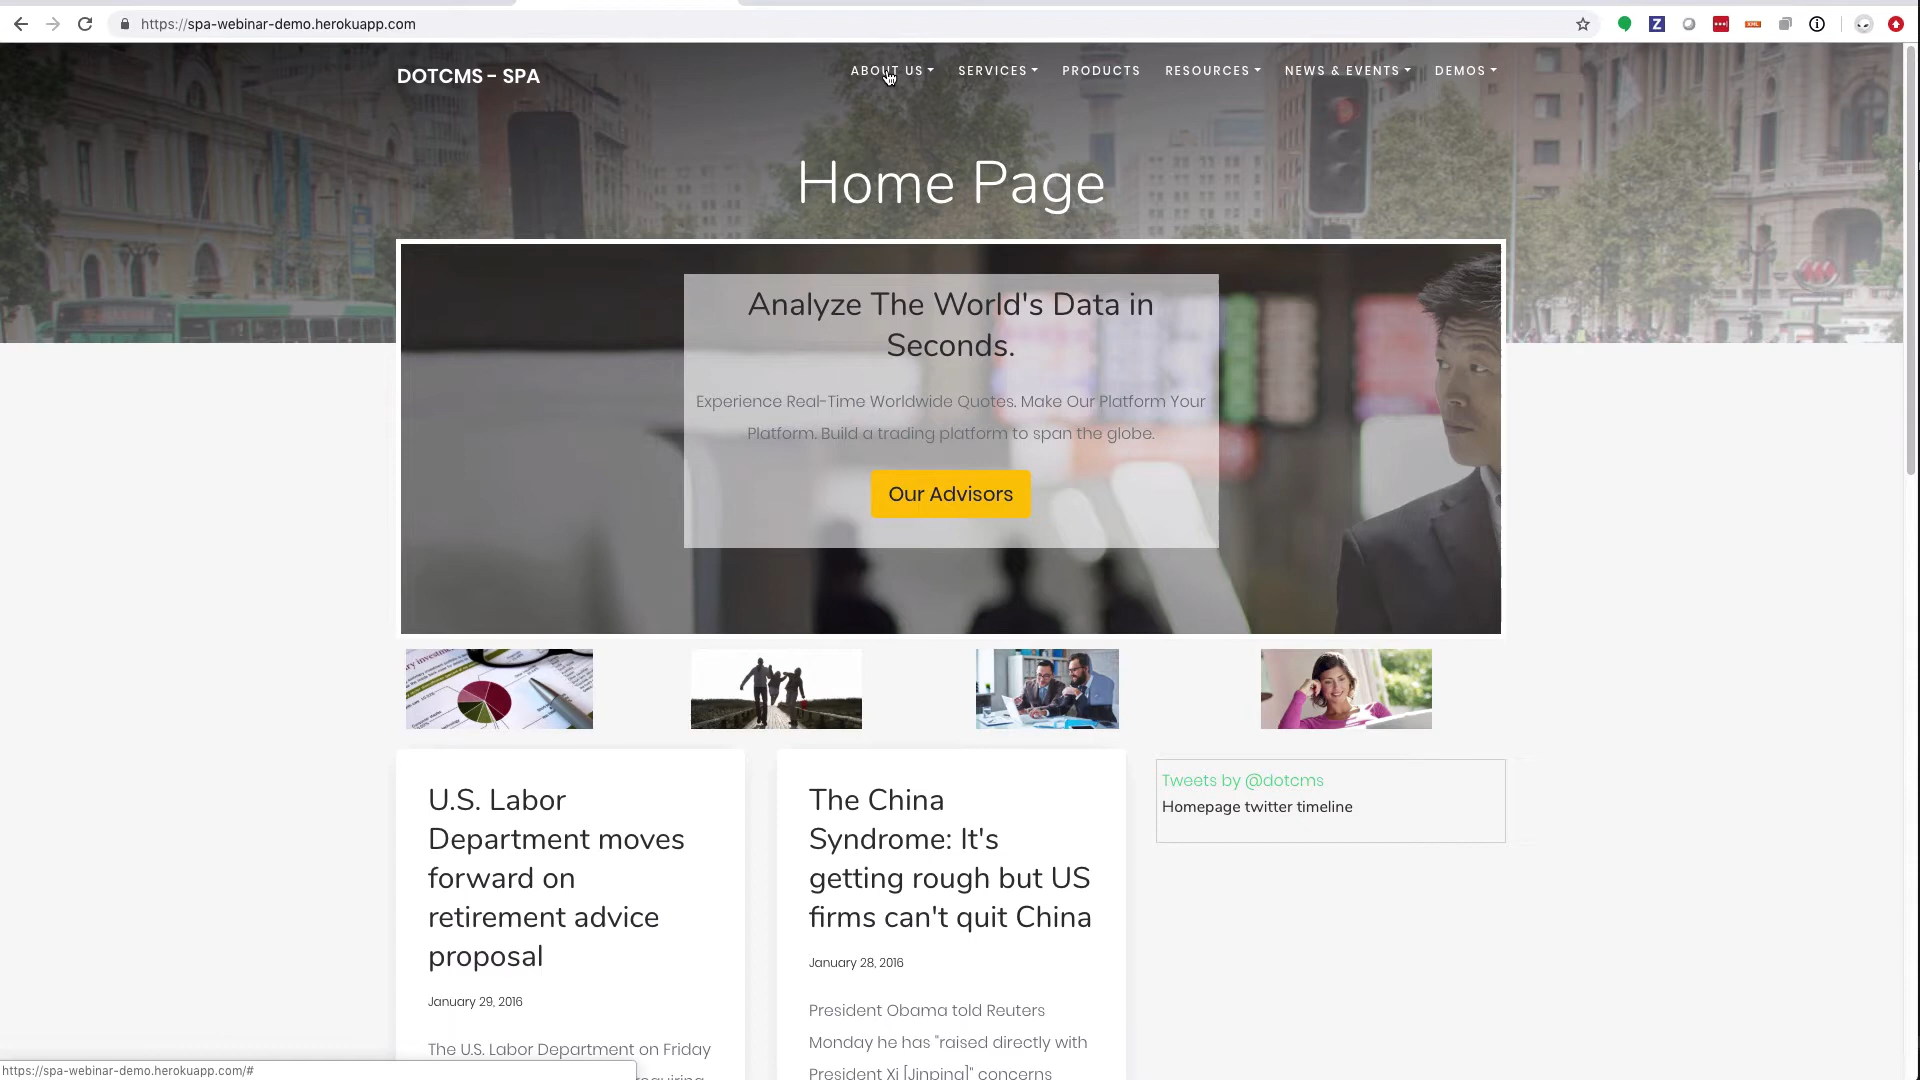 https://spa-webinar-demo.herokuapp.com
DOTCMS - SPA
ABOUT US
SERVICES
PRODUCTS
RESOURCES
NEWS & EVENTS
DEMOS
Home Page
Analyze The World's Data in
Seconds.
Experience Real-Time Worldwide Quotes. Make Our Platform Your
Platform. Build a trading platform to span the globe.
Our Advisors
U.S. Labor
Department moves
forward on
retirement advice
proposal
January 29, 2016
The U.S. Labor Department on Friday
The China
Syndrome: It's
getting rough but US
firms can't quit China
January 28, 2016
President Obama told Reuters
Monday he has "raised directly with
President Xi [Jinping]" concerns
Tweets by @dotcms
Homepage twitter timeline
https://spa-webinar-demo.herokuapp.com/#